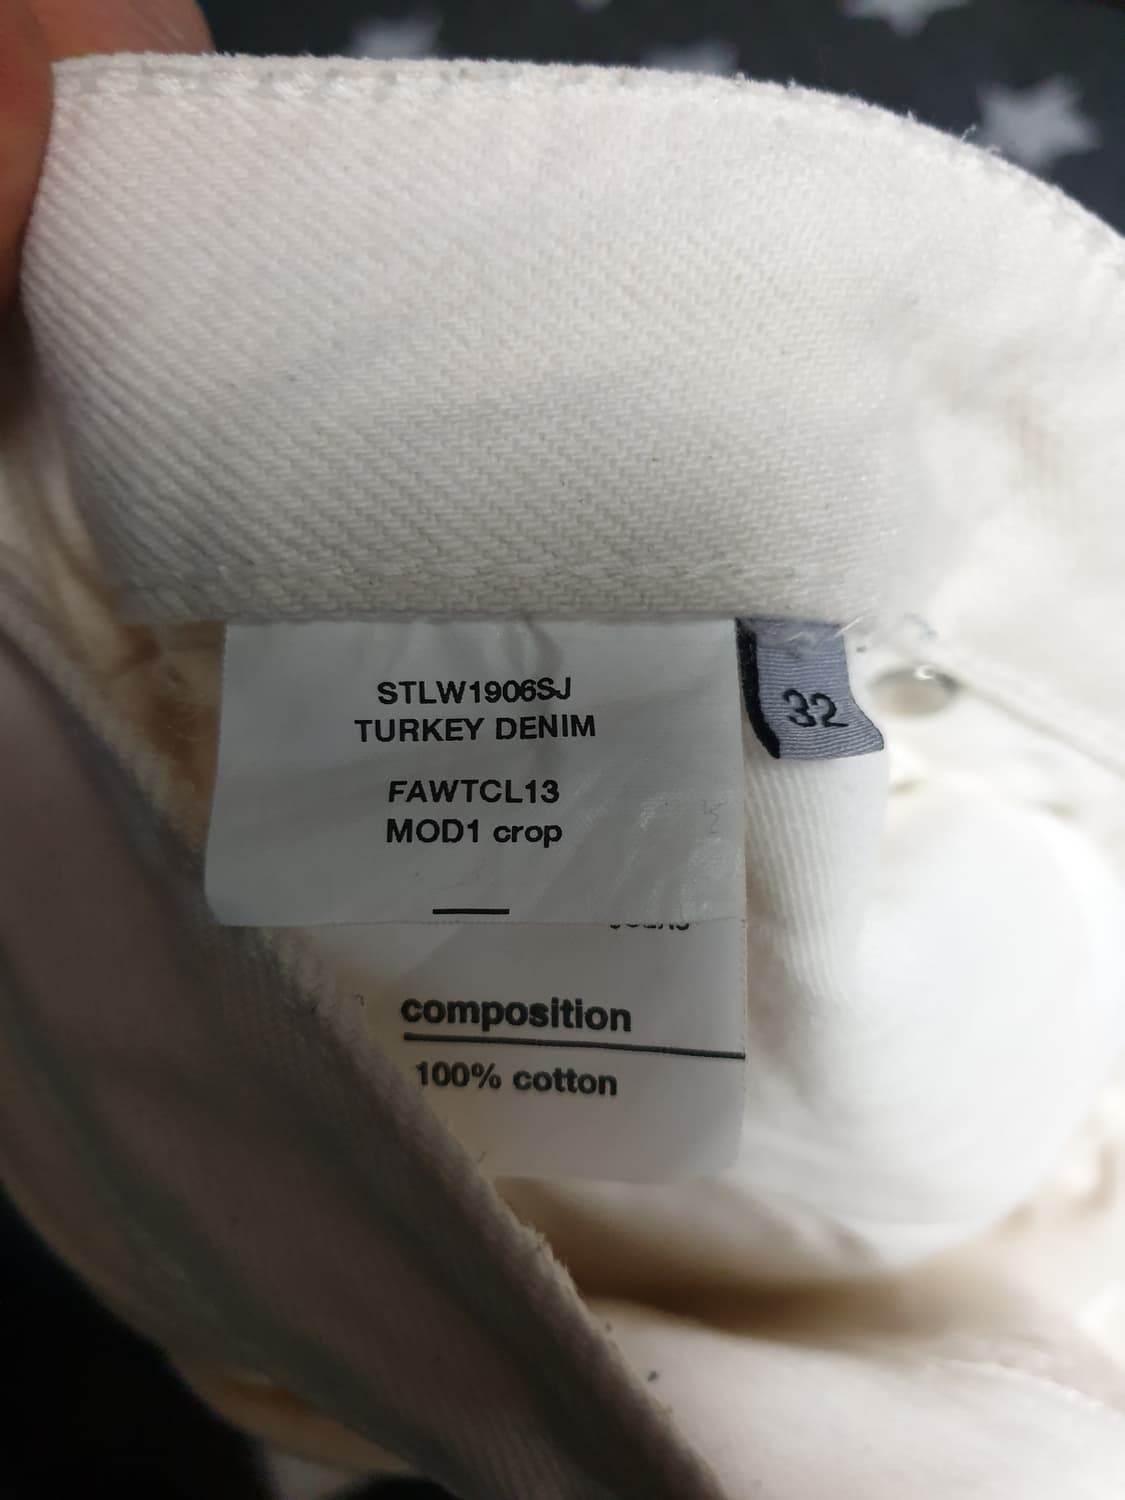 STLW1906SJ
TURKEY DENIM
FAWTCL13
MOD1 crop
32
composition
100% cotton